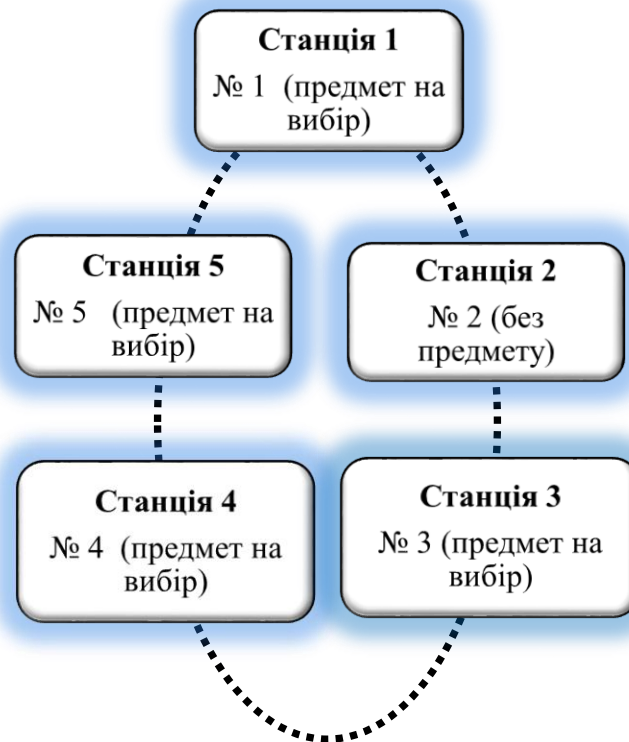 Станція 1
№ 1 (предмет на
вибір)
Станція 5
№ 5 (предмет на
вибір)
Станція 2
№ 2 (без
предмету)
Станція 4
№ 4 (предмет на
вибір)
Станція 3
№ 3 (предмет на
вибір)